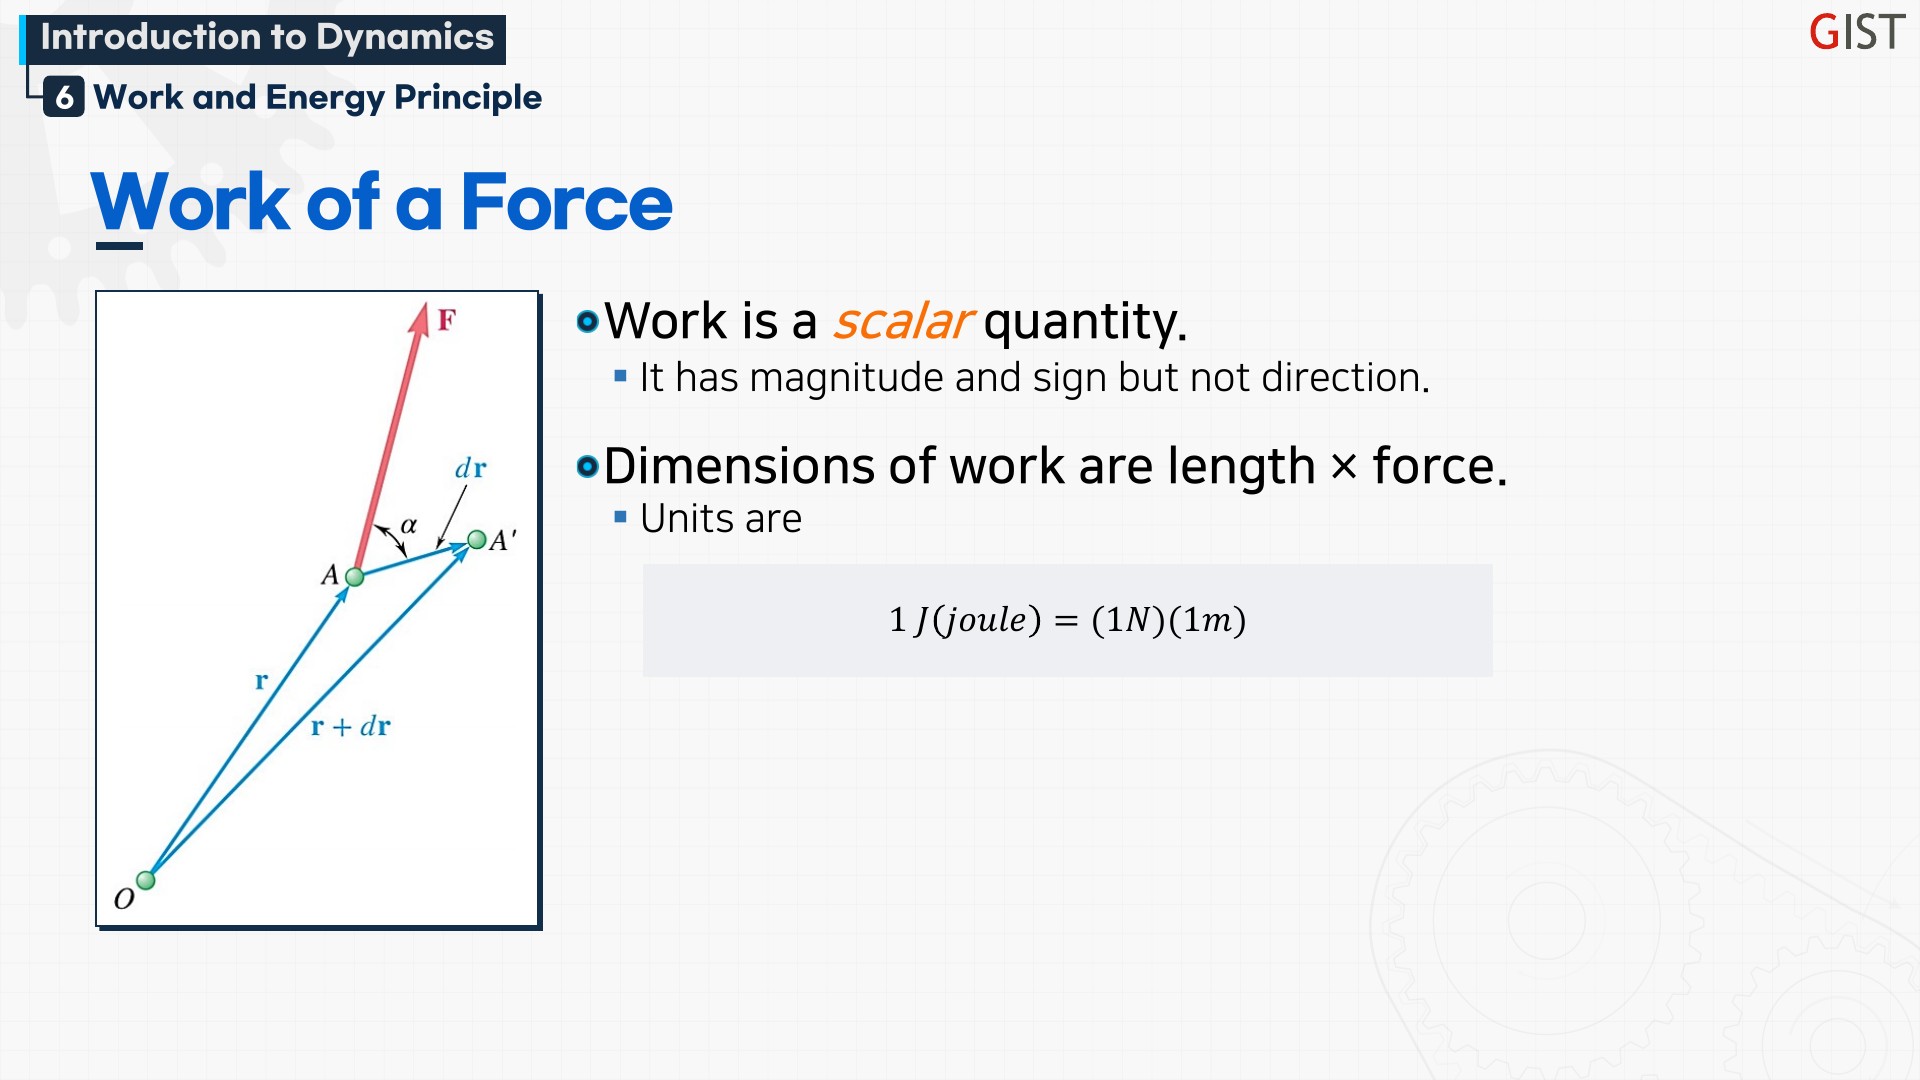 Introduction to Dynamics
GIST
6 Work and Energy Principle
Work of a Force
F
dr
α
A'
A
r
r + dr
O
Work is a scalar quantity.
It has magnitude and sign but not direction.
Dimensions of work are length × force.
Units are
1 J(joule) = (1N)(1m)